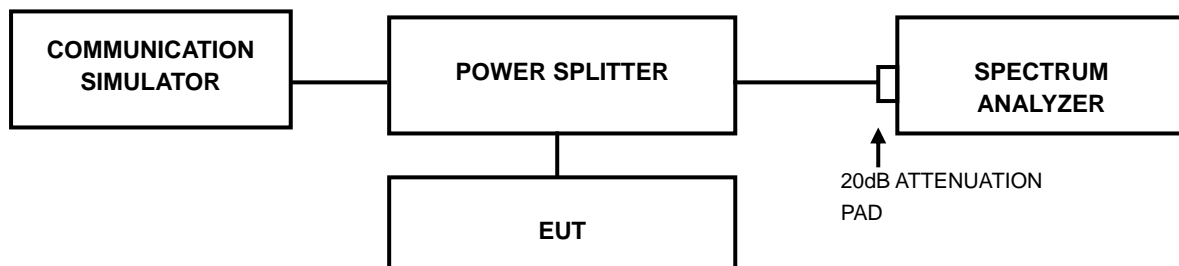 COMMUNICATION
SIMULATOR
POWER SPLITTER
SPECTRUM
ANALYZER
20dB ATTENUATION
PAD
EUT